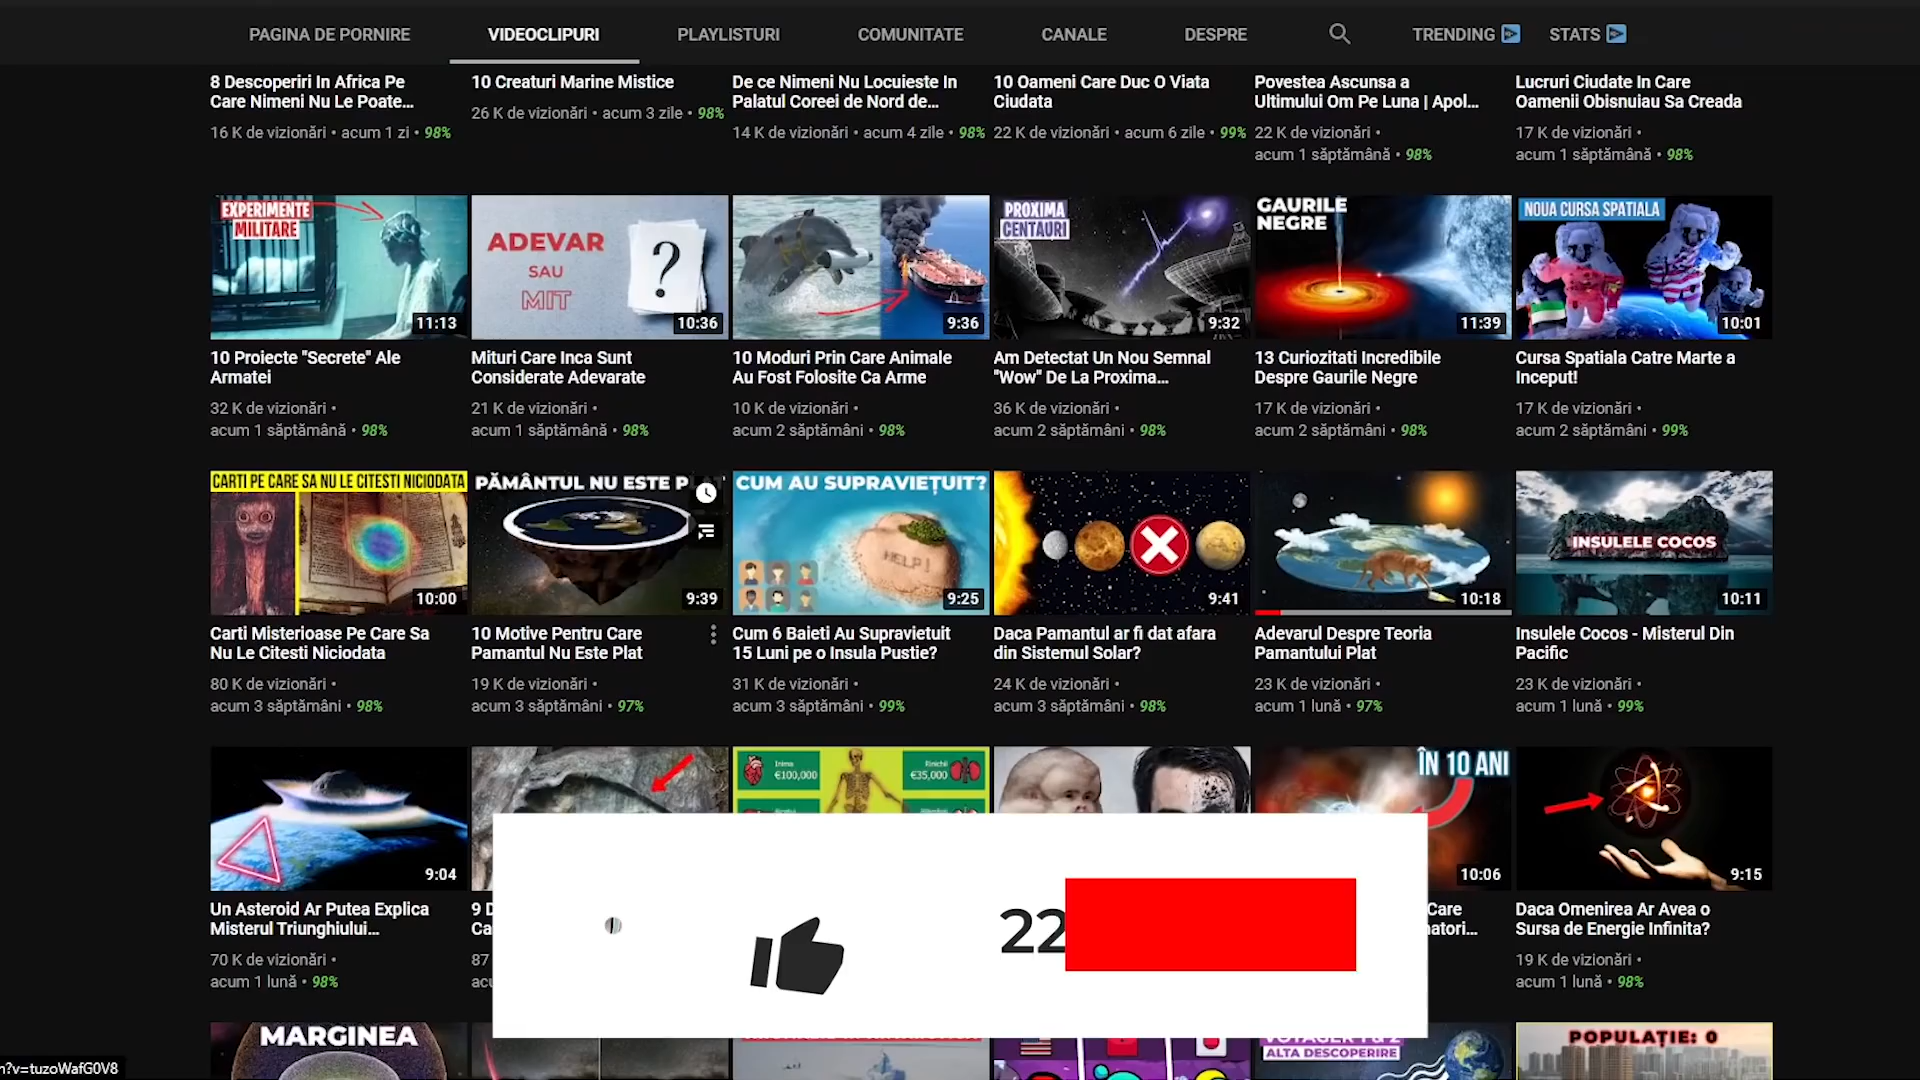 PAGINA DE PORNIRE
VIDEOCLIPURI
PLAYLISTURI
COMUNITATE
CANALE
DESPRE
TRENDING
STATS
8 Descoperiri In Africa Pe
Care Nimeni Nu Le Poate...
16 K de vizionări • acum 1 zi • 98%
10 Creaturi Marine Mistice
26 K de vizionări • acum 3 zile • 98%
De ce Nimeni Nu Locuieste In
Palatul Coreei de Nord de...
14 K de vizionări • acum 4 zile • 98%
10 Oameni Care Duc O Viata
Ciudata
22 K de vizionări • acum 6 zile • 99%
Povestea Ascunsa a
Ultimului Om Pe Luna | Apol...
22 K de vizionări •
acum 1 săptămână • 98%
Lucruri Ciudate In Care
Oamenii Obisnuiau Sa Creada
17 K de vizionări •
acum 1 săptămână • 98%
EXPERIMENTE
MILITARE
11:13
10 Proiecte "Secrete" Ale
Armatei
32 K de vizionări •
acum 1 săptămână • 98%
ADEVAR
SAU
MIT
?
10:36
Mituri Care Inca Sunt
Considerate Adevarate
21 K de vizionări •
acum 1 săptămână • 98%
9:36
10 Moduri Prin Care Animale
Au Fost Folosite Ca Arme
10 K de vizionări •
acum 2 săptămâni • 98%
PROXIMA
CENTAURI
9:32
Am Detectat Un Nou Semnal
"Wow" De La Proxima...
36 K de vizionări •
acum 2 săptămâni • 98%
GAURILE
NEGRE
11:39
13 Curiozitati Incredibile
Despre Gaurile Negre
17 K de vizionări •
acum 2 săptămâni • 98%
NOUA CURSA SPATIALA
10:01
Cursa Spatiala Catre Marte a
Inceput!
17 K de vizionări •
acum 2 săptămâni • 99%
CARTI PE CARE SA NU LE CITESTI NICIODATA
10:00
Carti Misterioase Pe Care Sa
Nu Le Citesti Niciodata
80 K de vizionări •
acum 3 săptămâni • 98%
PĂMÂNTUL NU ESTE PLAT
9:39
10 Motive Pentru Care
Pamantul Nu Este Plat
19 K de vizionări •
acum 3 săptămâni • 97%
CUM AU SUPRAVIEȚUIT?
HELP!
9:25
Cum 6 Baieti Au Supravietuit
15 Luni pe o Insula Pustie?
31 K de vizionări •
acum 3 săptămâni • 99%
9:41
Daca Pamantul ar fi dat afara
din Sistemul Solar?
24 K de vizionări •
acum 3 săptămâni • 98%
10:18
Adevarul Despre Teoria
Pamantului Plat
23 K de vizionări •
acum 1 lună • 97%
INSULELE COCOS
10:11
Insulele Cocos - Misterul Din
Pacific
23 K de vizionări •
acum 1 lună • 99%
9:04
Un Asteroid Ar Putea Explica
Misterul Triunghiului...
70 K de vizionări •
acum 1 lună • 98%
9 D
Ca
87
acu
Inima
€100,000
Rinichi
€35,000
ÎN 10 ANI
10:06
Care
natori...
9:15
Daca Omenirea Ar Avea o
Sursa de Energie Infinita?
19 K de vizionări •
acum 1 lună • 98%
22
MARGINEA
VOYAGER 1 & 2
ALTA DESCOPERIRE
POPULAȚIE: 0
n?v=tuzoWafG0V8